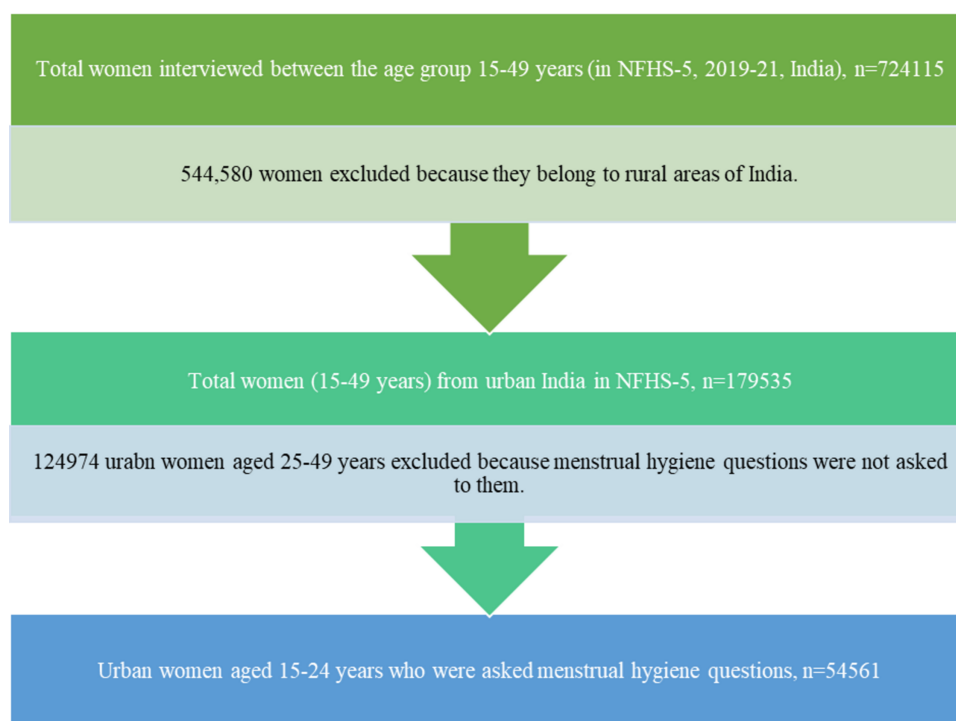 Total women interviewed between the age group 15-49 years (in NFHS-5, 2019-21, India), n=724115
544,580 women excluded because they belong to rural areas of India.
Total women (15-49 years) from urban India in NFHS-5, n=179535
124974 urabn women aged 25-49 years excluded because menstrual hygiene questions were not asked
to them.
Urban women aged 15-24 years who were asked menstrual hygiene questions, n=54561